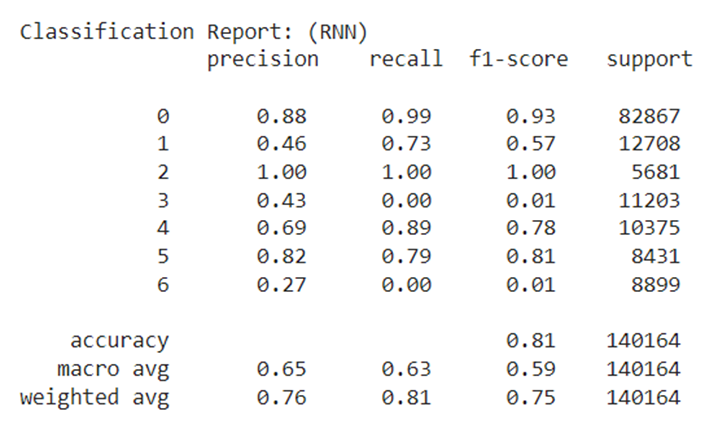 Classification Report: (RNN)
precision recall f1-score support
0 0.88 0.99 0.93 82867
1 0.46 0.73 0.57 12708
2 1.00 1.00 1.00 5681
3 0.43 0.00 0.01 11203
4 0.69 0.89 0.78 10375
5 0.82 0.79 0.81 8431
6 0.27 0.00 0.01 8899
accuracy 0.81 140164
macro avg 0.65 0.63 0.59 140164
weighted avg 0.76 0.81 0.75 140164